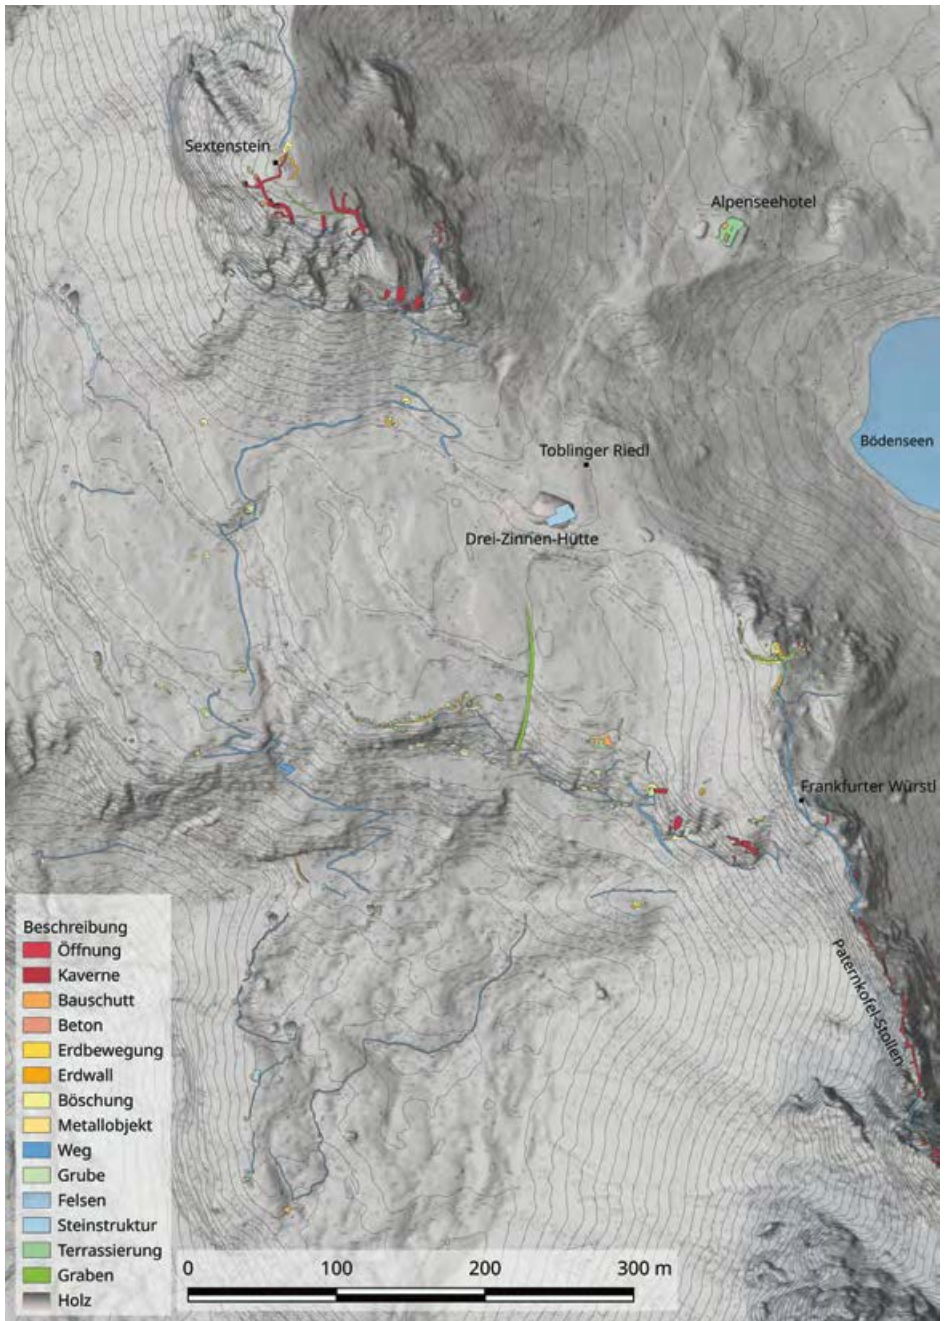 Sextenstein
Alpenseehotel
Bödenseen
Toblinger Riedl
Drei-Zinnen-Hütte
Frankfurter Würstl
Paternkofel-Stollen
Beschreibung
Öffnung
Kaverne
Bauschutt
Beton
Erdbewegung
Erdwall
Böschung
Metallobjekt
Weg
Grube
Felsen
Steinstruktur
Terrassierung
Graben
Holz
0 100 200 300 m